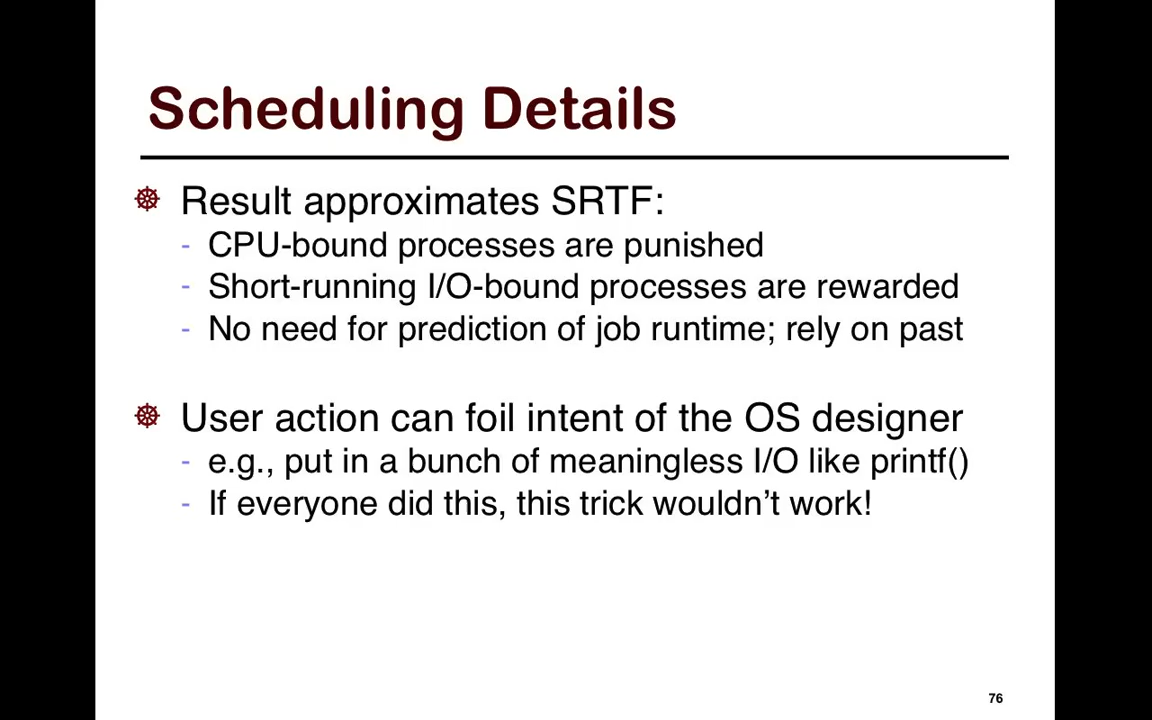 Scheduling Details
Result approximates SRTF:
- CPU-bound processes are punished
- Short-running I/O-bound processes are rewarded
- No need for prediction of job runtime; rely on past
User action can foil intent of the OS designer
- e.g., put in a bunch of meaningless I/O like printf()
- If everyone did this, this trick wouldn’t work!
76